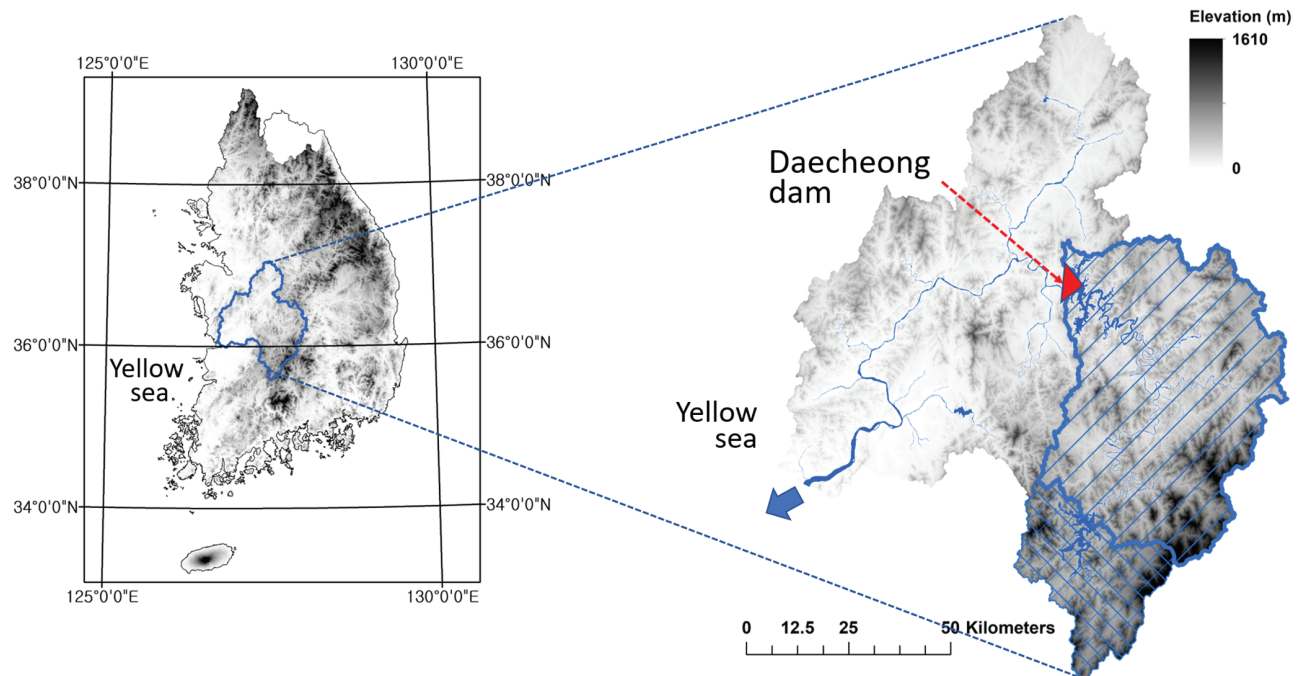 125°0'0"E
130°0'0"E
38°0'0"N
38°0'0"N
36°0'0"N
36°0'0"N
34°0'0"N
34°0'0"N
125°0'0"E
130°0'0"E
Yellow
sea.
Elevation (m)
1610
0
Daecheong
dam
Yellow
sea
0 12.5 25 50 Kilometers